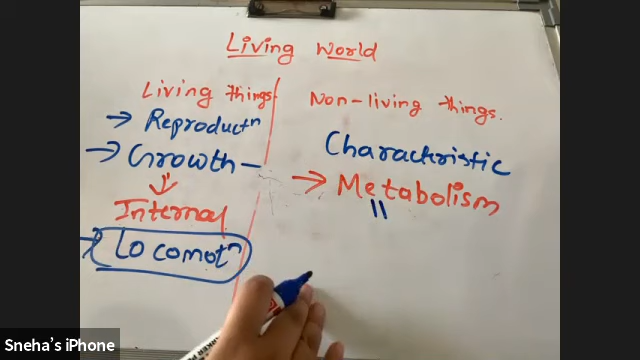 Living World
Living things
→ Reproductⁿ
→ Growth –
↓
Internal
→ Locomotⁿ
Non-living things.
Characteristic
→ Metabolism
Sneha's iPhone